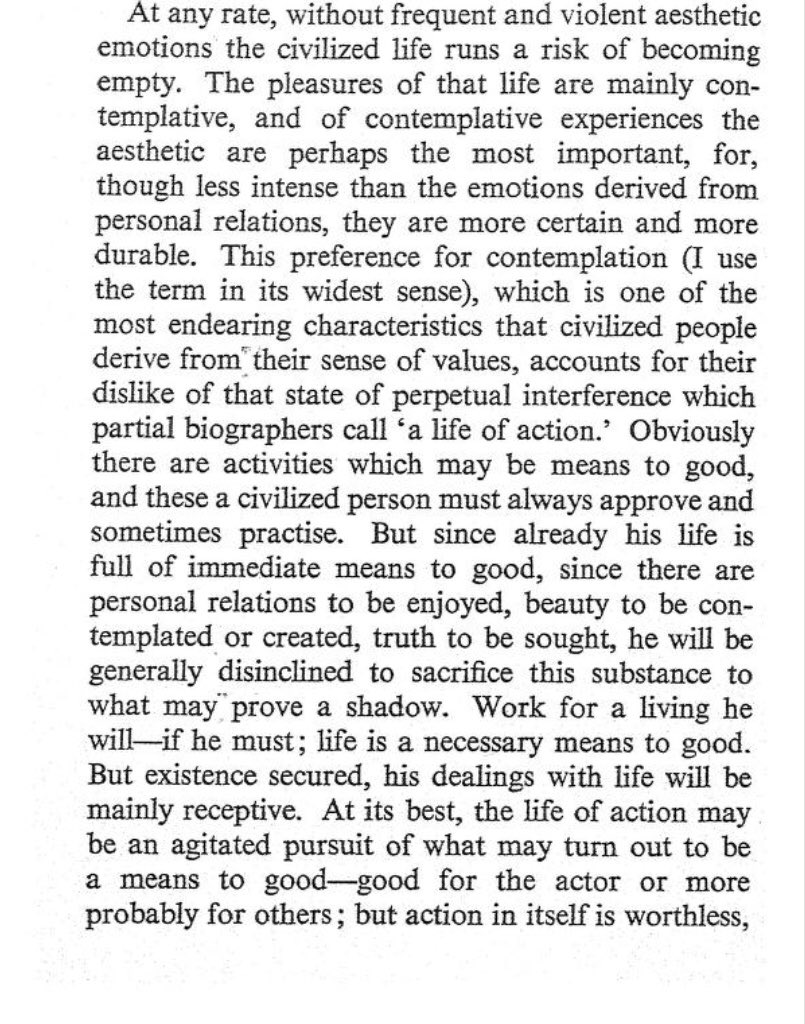 At any rate, without frequent and violent aesthetic
emotions the civilized life runs a risk of becoming
empty. The pleasures of that life are mainly con-
templative, and of contemplative experiences the
aesthetic are perhaps the most important, for,
though less intense than the emotions derived from
personal relations, they are more certain and more
durable. This preference for contemplation (I use
the term in its widest sense), which is one of the
most endearing characteristics that civilized people
derive from their sense of values, accounts for their
dislike of that state of perpetual interference which
partial biographers call ‘a life of action.’ Obviously
there are activities which may be means to good,
and these a civilized person must always approve and
sometimes practise. But since already his life is
full of immediate means to good, since there are
personal relations to be enjoyed, beauty to be con-
templated or created, truth to be sought, he will be
generally disinclined to sacrifice this substance to
what may prove a shadow. Work for a living he
will—if he must; life is a necessary means to good.
But existence secured, his dealings with life will be
mainly receptive. At its best, the life of action may
be an agitated pursuit of what may turn out to be
a means to good—good for the actor or more
probably for others; but action in itself is worthless,